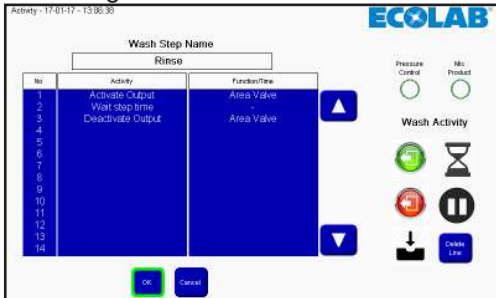 Activity - 17-01-17 - 13:06:38
ECOLAB
Wash Step Name
Rinse
No Activity Function/Time
1 Activate Output Area Valve
2 Wait step time -
3 Deactivate Output Area Valve
4
5
6
7
8
9
10
11
12
13
14
Pressure Control
Mix Product
Wash Activity
Delete Line
OK Cancel